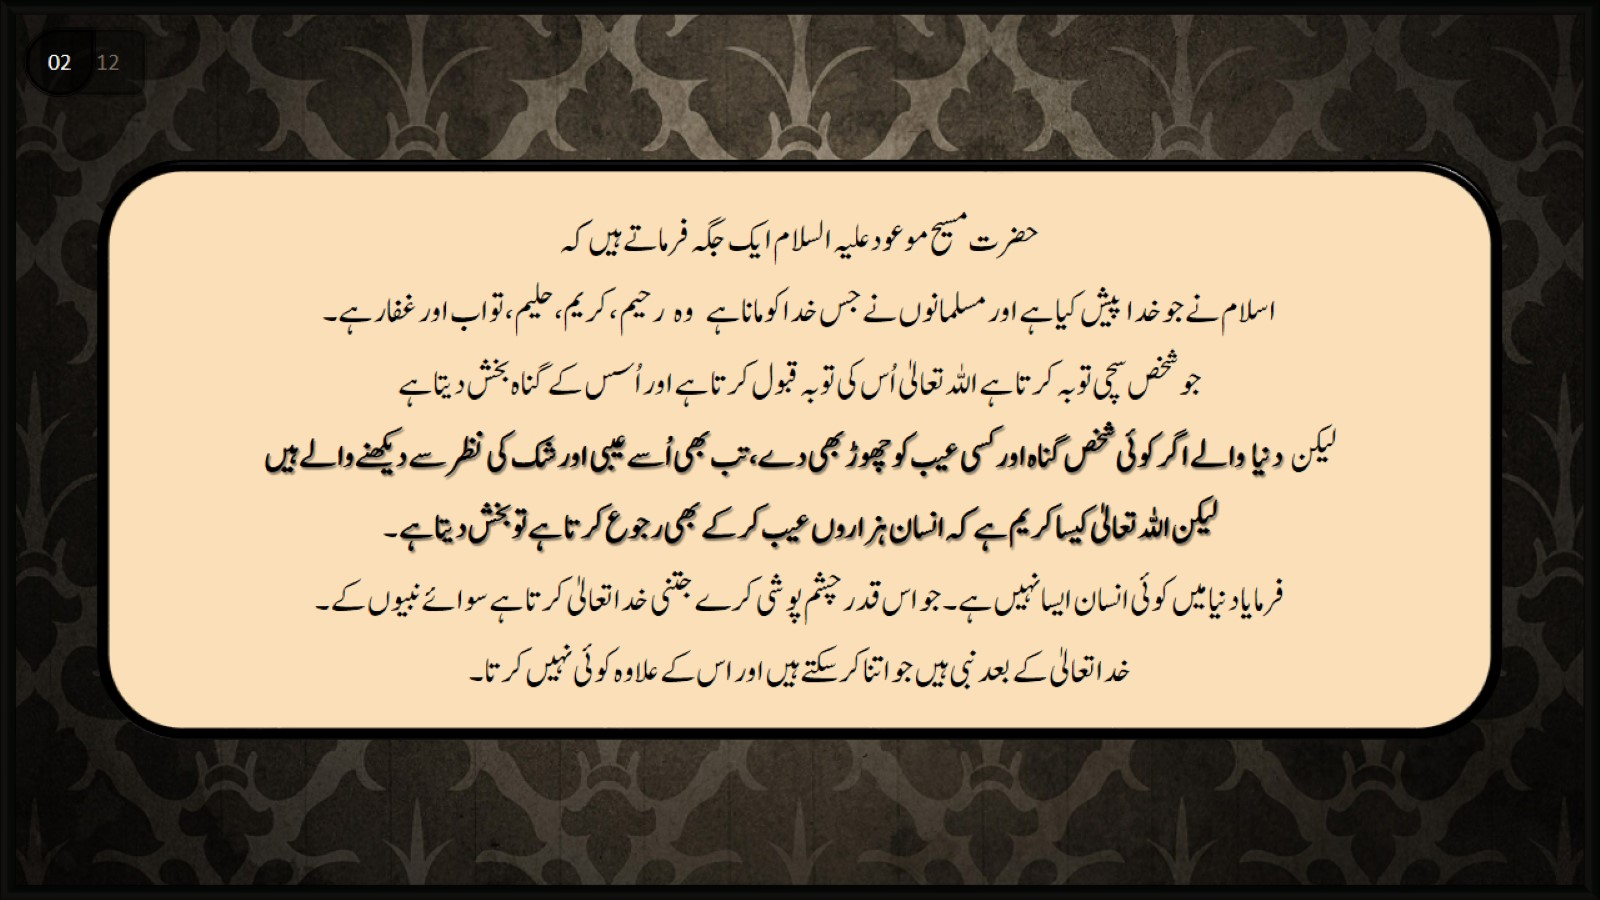 02 12
حضرت مسیح موعود علیہ السلام ایک جگہ فرماتے ہیں کہ
اسلام نے جو خدا پیش کیا ہے اور مسلمانوں نے جس خدا کو مانا ہے وہ رحیم، کریم، حلیم، تواب اور غفار ہے۔
جو شخص سچی توبہ کرتا ہے اللہ تعالیٰ اُس کی توبہ قبول کرتا ہے اور اُسس کے گناہ بخش دیتا ہے
لیکن دنیا والے اگر کوئی شخص گناہ اور کسی عیب کو چھوڑ بھی دے، تب بھی اُسے عیبی اور شک کی نظر سے دیکھنے والے ہیں
لیکن اللہ تعالیٰ کیسا کریم ہے کہ انسان ہزاروں عیب کر کے بھی رجوع کرتا ہے تو بخش دیتا ہے۔
فرمایا دنیا میں کوئی انسان ایسا نہیں ہے۔ جو اس قدر چشم پوشی کرے جتنی خدا تعالیٰ کرتا ہے سوائے نبیوں کے۔
خدا تعالیٰ کے بعد نبی ہیں جو اتنا کر سکتے ہیں اور اس کے علاوہ کوئی نہیں کرتا۔